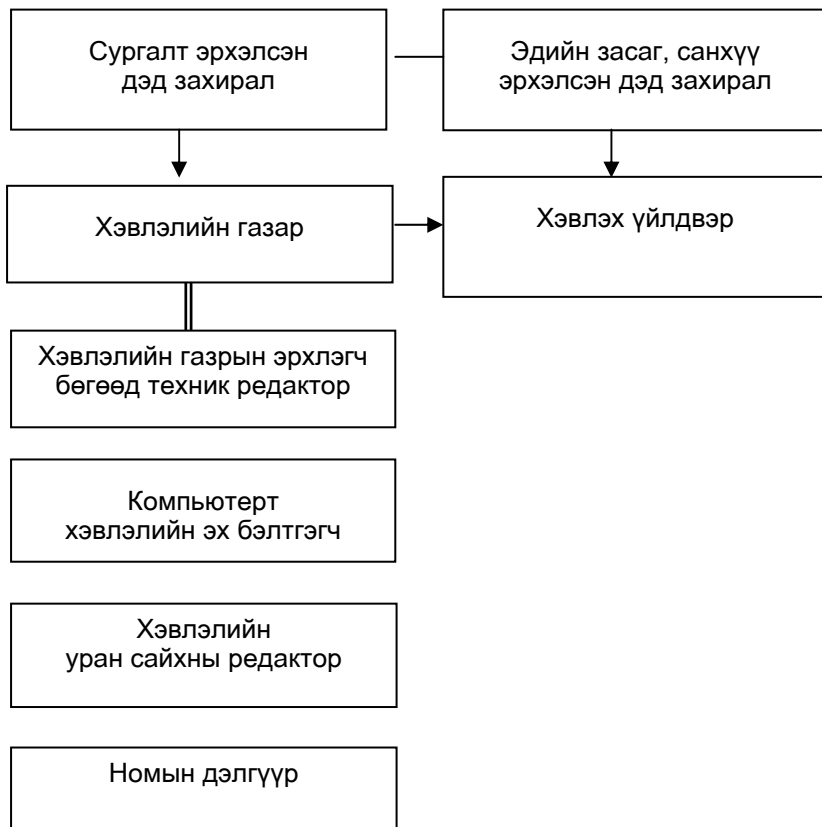 Сургалт эрхэлсэн
дэд захирал
Эдийн засаг, санхүү
эрхэлсэн дэд захирал
Хэвлэлийн газар
Хэвлэх үйлдвэр
Хэвлэлийн газрын эрхлэгч
бөгөөд техник редактор
Компьютерт
хэвлэлийн эх бэлтгэгч
Хэвлэлийн
уран сайхны редактор
Номын дэлгүүр